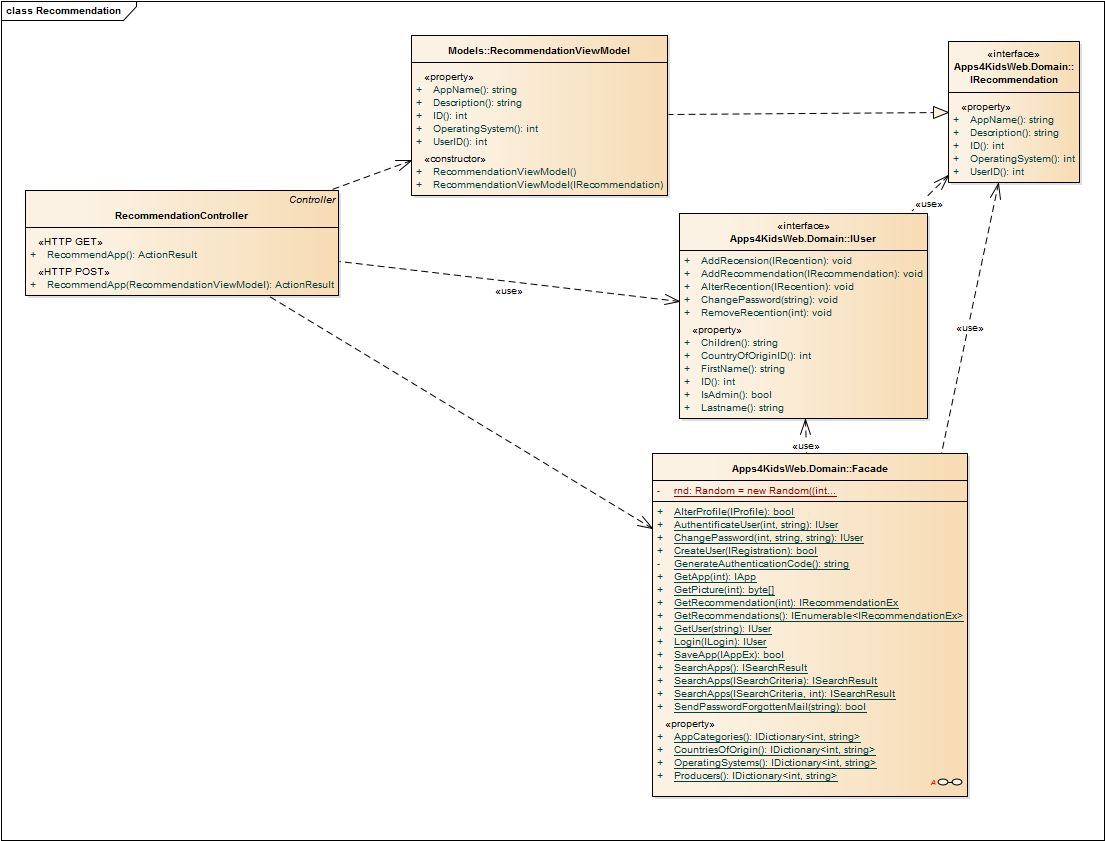 class Recommendation
Models::RecommendationViewModel
«property»
+ AppName(): string
+ Description(): string
+ ID(): int
+ OperatingSystem(): int
+ UserID(): int
«constructor»
+ RecommendationViewModel()
+ RecommendationViewModel(IRecommendation)
«interface»
Apps4KidsWeb.Domain::
IRecommendation
«property»
+ AppName(): string
+ Description(): string
+ ID(): int
+ OperatingSystem(): int
+ UserID(): int
Controller
RecommendationController
«HTTP GET»
+ RecommendApp(): ActionResult
«HTTP POST»
+ RecommendApp(RecommendationViewModel): ActionResult
«use»
«use»
«interface»
Apps4KidsWeb.Domain::IUser
+ AddRecension(IRecention): void
+ AddRecommendation(IRecommendation): void
+ AlterRecention(IRecention): void
+ ChangePassword(string): void
+ RemoveRecention(int): void
«property»
+ Children(): string
+ CountryOfOriginID(): int
+ FirstName(): string
+ ID(): int
+ IsAdmin(): bool
+ Lastname(): string
«use»
«use»
Apps4KidsWeb.Domain::Facade
- rnd: Random = new Random((int...
+ AlterProfile(IProfile): bool
+ AuthentificateUser(int, string): IUser
+ ChangePassword(int, string, string): IUser
+ CreateUser(IRegistration): bool
- GenerateAuthenticationCode(): string
+ GetApp(int): IApp
+ GetPicture(int): byte[]
+ GetRecommendation(int): IRecommendationEx
+ GetRecommendations(): IEnumerable<IRecommendationEx>
+ GetUser(string): IUser
+ Login(ILogin): IUser
+ SaveApp(IAppEx): bool
+ SearchApps(): ISearchResult
+ SearchApps(ISearchCriteria): ISearchResult
+ SearchApps(ISearchCriteria, int): ISearchResult
+ SendPasswordForgottenMail(string): bool
«property»
+ AppCategories(): IDictionary<int, string>
+ CountriesOfOrigin(): IDictionary<int, string>
+ OperatingSystems(): IDictionary<int, string>
+ Producers(): IDictionary<int, string>
A